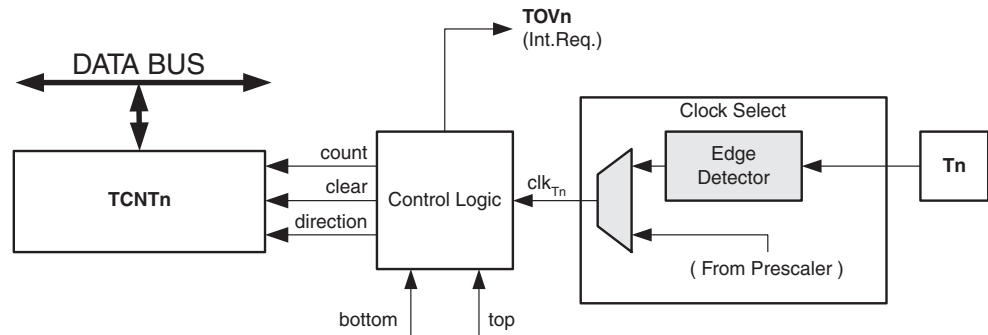 TOVn
(Int.Req.)
DATA BUS
Clock Select
count
Edge
Detector
Tn
TCNTn
clear
Control Logic
clkTn
direction
( From Prescaler )
bottom
top